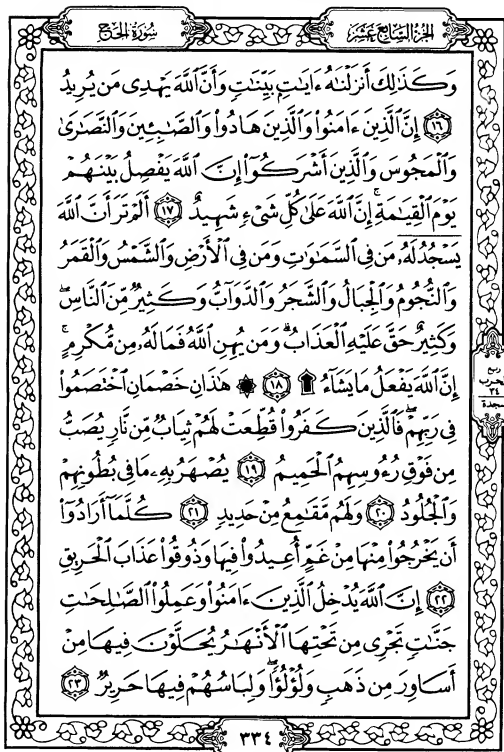 الجزء السابع عشر
سورة الحج
وَكَذَٰلِكَ أَنزَلْنَٰهُ ءَايَٰتٍۭ بَيِّنَٰتٍ وَأَنَّ ٱللَّهَ يَهْدِى مَن يُرِيدُ
١٦ إِنَّ ٱلَّذِينَ ءَامَنُوا۟ وَٱلَّذِينَ هَادُوا۟ وَٱلصَّٰبِـِٔينَ وَٱلنَّصَٰرَىٰ
وَٱلْمَجُوسَ وَٱلَّذِينَ أَشْرَكُوٓا۟ إِنَّ ٱللَّهَ يَفْصِلُ بَيْنَهُمْ
يَوْمَ ٱلْقِيَٰمَةِ ۚ إِنَّ ٱللَّهَ عَلَىٰ كُلِّ شَىْءٍ شَهِيدٌ ١٧ أَلَمْ تَرَ أَنَّ ٱللَّهَ
يَسْجُدُ لَهُۥ مَن فِى ٱلسَّمَٰوَٰتِ وَمَن فِى ٱلْأَرْضِ وَٱلشَّمْسُ وَٱلْقَمَرُ
وَٱلنُّجُومُ وَٱلْجِبَالُ وَٱلشَّجَرُ وَٱلدَّوَآبُّ وَكَثِيرٌ مِّنَ ٱلنَّاسِ ۖ
وَكَثِيرٌ حَقَّ عَلَيْهِ ٱلْعَذَابُ ۗ وَمَن يُهِنِ ٱللَّهُ فَمَا لَهُۥ مِن مُّكْرِمٍ ۚ
إِنَّ ٱللَّهَ يَفْعَلُ مَا يَشَآءُ ۩ ١٨ ۞ هَٰذَانِ خَصْمَانِ ٱخْتَصَمُوا۟
فِى رَبِّهِمْ ۖ فَٱلَّذِينَ كَفَرُوا۟ قُطِّعَتْ لَهُمْ ثِيَابٌ مِّن نَّارٍ يُصَبُّ
مِن فَوْقِ رُءُوسِهِمُ ٱلْحَمِيمُ ١٩ يُصْهَرُ بِهِۦ مَا فِى بُطُونِهِمْ
وَٱلْجُلُودُ ٢٠ وَلَهُم مَّقَٰمِعُ مِنْ حَدِيدٍ ٢١ كُلَّمَآ أَرَادُوٓا۟
أَن يَخْرُجُوا۟ مِنْهَا مِنْ غَمٍّ أُعِيدُوا۟ فِيهَا وَذُوقُوا۟ عَذَابَ ٱلْحَرِيقِ
٢٢ إِنَّ ٱللَّهَ يُدْخِلُ ٱلَّذِينَ ءَامَنُوا۟ وَعَمِلُوا۟ ٱلصَّٰلِحَٰتِ
جَنَّٰتٍ تَجْرِى مِن تَحْتِهَا ٱلْأَنْهَٰرُ يُحَلَّوْنَ فِيهَا مِنْ
أَسَاوِرَ مِن ذَهَبٍ وَلُؤْلُؤًا ۖ وَلِبَاسُهُمْ فِيهَا حَرِيرٌ ٢٣
ربع
الحزب
٣٤
سجدة
٣٣٤